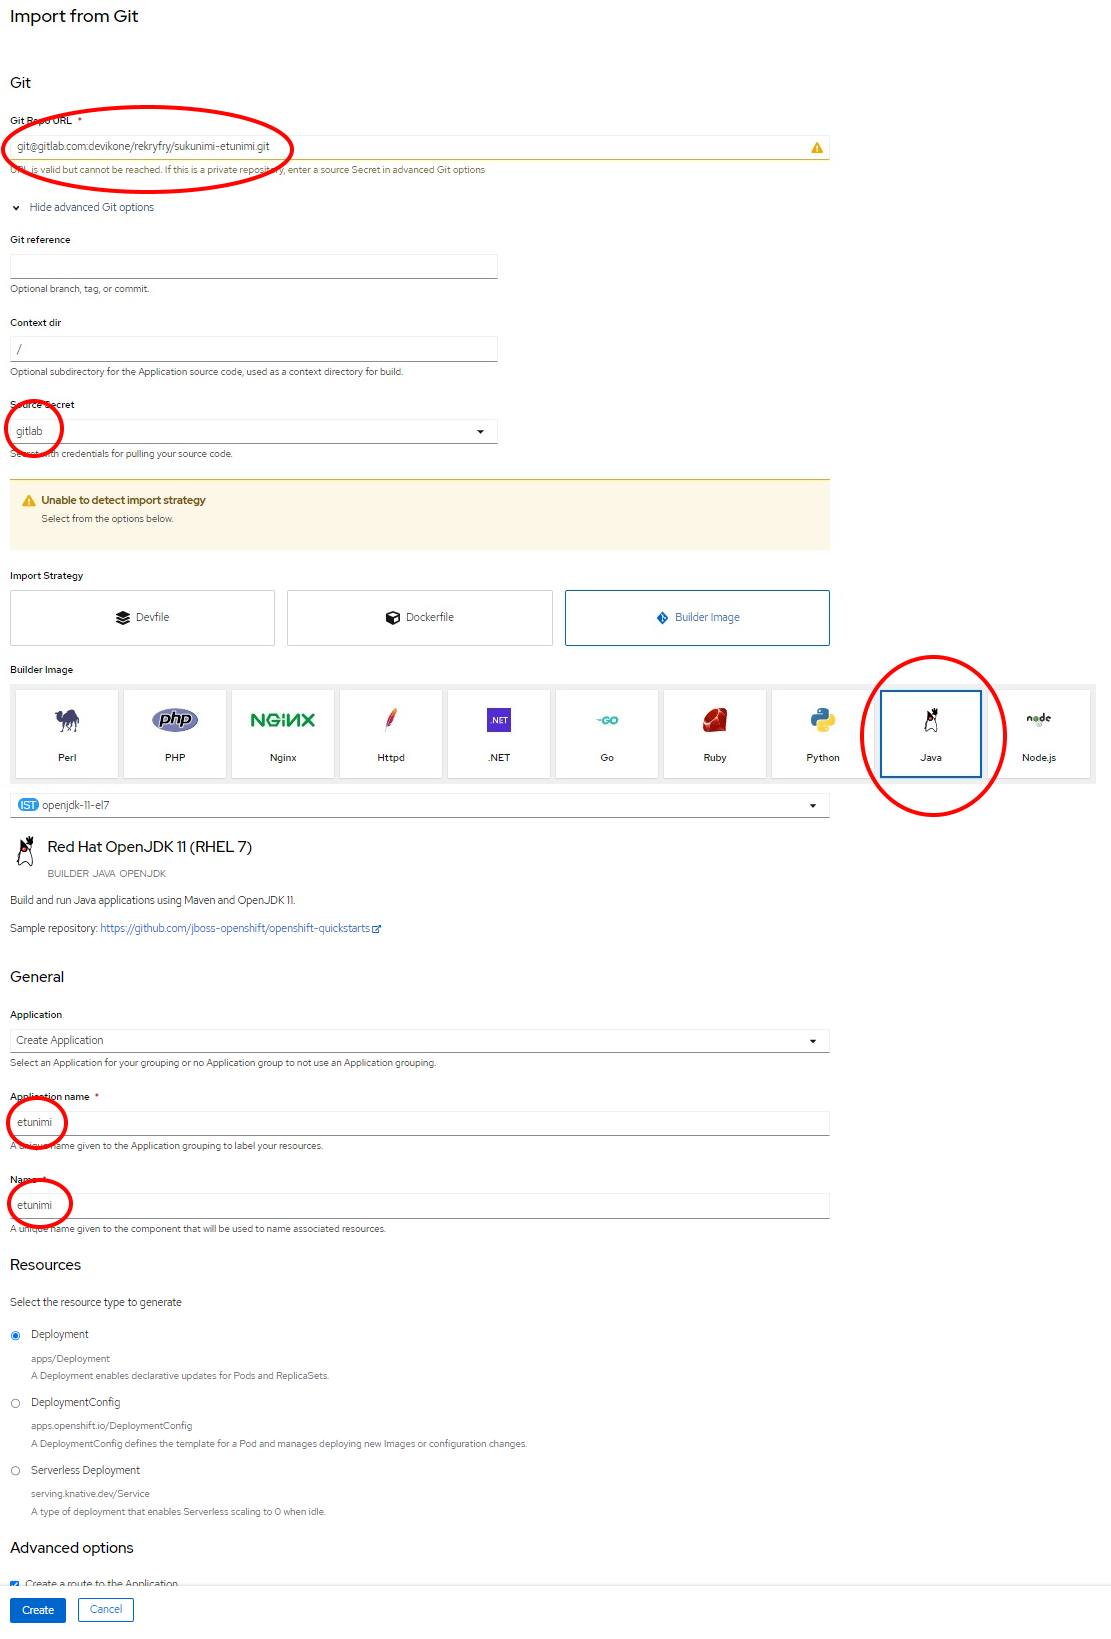 Import from Git
Git
Git Repo URL *
git@gitlab.com:devikone/rekryfry/sukunimi-etunimi.git
URL is valid but cannot be reached. If this is a private repository, enter a source Secret in advanced Git options
Hide advanced Git options
Git reference
Optional branch, tag, or commit.
Context dir
/
Optional subdirectory for the Application source code, used as a context directory for build.
Source Secret
gitlab
Secret with credentials for pulling your source code.
Unable to detect import strategy
Select from the options below.
Import Strategy
Devfile
Dockerfile
Builder Image
Builder Image
php
NGINX
.NET
GO
node
Perl
PHP
Nginx
Httpd
.NET
Go
Ruby
Python
Java
Node.js
IST openjdk-11-el7
Red Hat OpenJDK 11 (RHEL 7)
BUILDER JAVA OPENJDK
Build and run Java applications using Maven and OpenJDK 11.
Sample repository: https://github.com/jboss-openshift/openshift-quickstarts
General
Application
Create Application
Select an Application for your grouping or no Application group to not use an Application grouping.
Application name *
etunimi
A unique name given to the Application grouping to label your resources.
Name *
etunimi
A unique name given to the component that will be used to name associated resources.
Resources
Select the resource type to generate
Deployment
apps/Deployment
A Deployment enables declarative updates for Pods and ReplicaSets.
DeploymentConfig
apps.openshift.io/DeploymentConfig
A DeploymentConfig defines the template for a Pod and manages deploying new Images or configuration changes.
Serverless Deployment
serving.knative.dev/Service
A type of deployment that enables Serverless scaling to 0 when idle.
Advanced options
Create a route to the Application
Create
Cancel